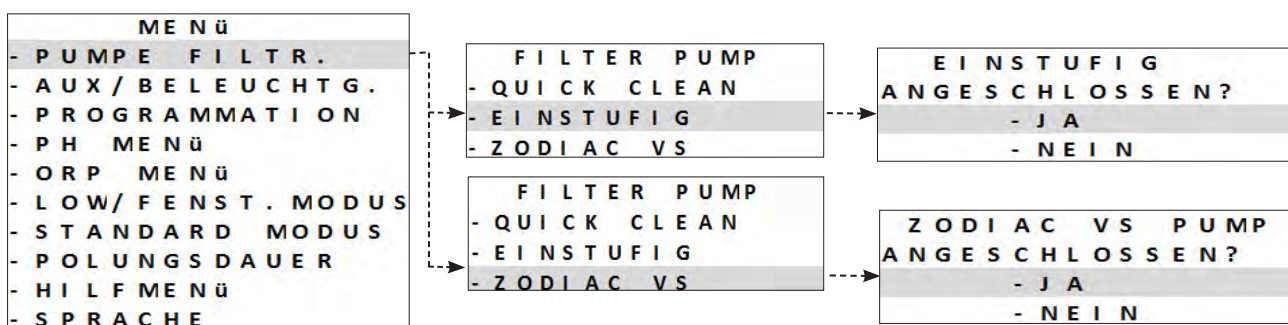 MENü
- PUMPE FILTR.
- AUX/BELEUCHTG.
- PROGRAMMATION
- PH MENü
- ORP MENü
- LOW/FENST. MODUS
- STANDARD MODUS
- POLUNGSDAUER
- HILFMENü
- SPRACHE
FILTER PUMP
- QUICK CLEAN
- EINSTUFIG
- ZODIAC VS
EINSTUFIG
ANGESCHLOSSEN?
- JA
- NEIN
FILTER PUMP
- QUICK CLEAN
- EINSTUFIG
- ZODIAC VS
ZODIAC VS PUMP
ANGESCHLOSSEN?
- JA
- NEIN